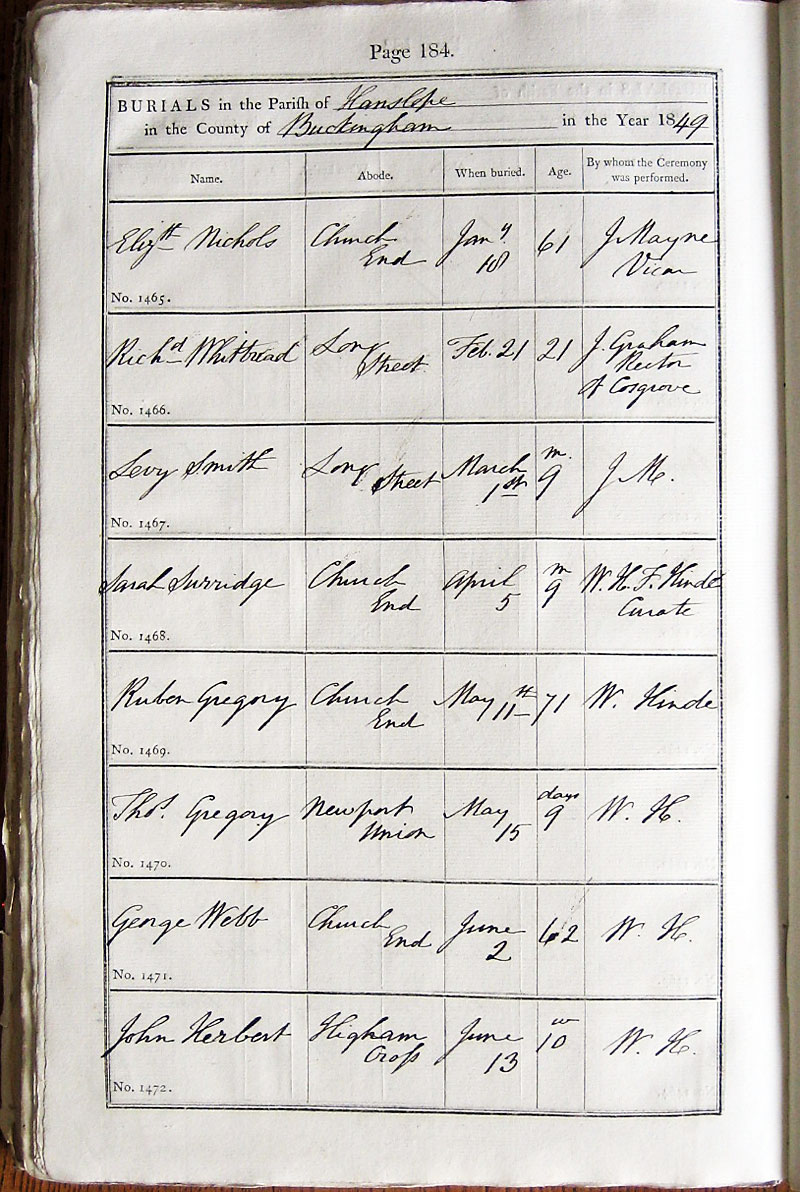 Page 184.
BURIALS in the Parish of Hanslope
in the County of Buckingham in the Year 1849
Name. Abode. When buried. Age. By whom the Ceremony was performed.
Elizth Nichols Church End Jany 18 61 J Mayne Vicar
No. 1465.
Richd Whitbread Long Street Feb. 21 21 J. Graham Rector of Cosgrove
No. 1466.
Levy Smith Long Street March 1st m. 9 J M.
No. 1467.
Sarah Surridge Church End April 5 m 9 W. H. F. Hinde Curate
No. 1468.
Ruben Gregory Church End May 11th 71 W. Hinde
No. 1469.
Thos. Gregory Newport Union May 15 days 9 W. H.
No. 1470.
George Webb Church End June 2 62 W. H.
No. 1471.
John Herbert Higham Cross June 13 w 10 W. H.
No. 1472.